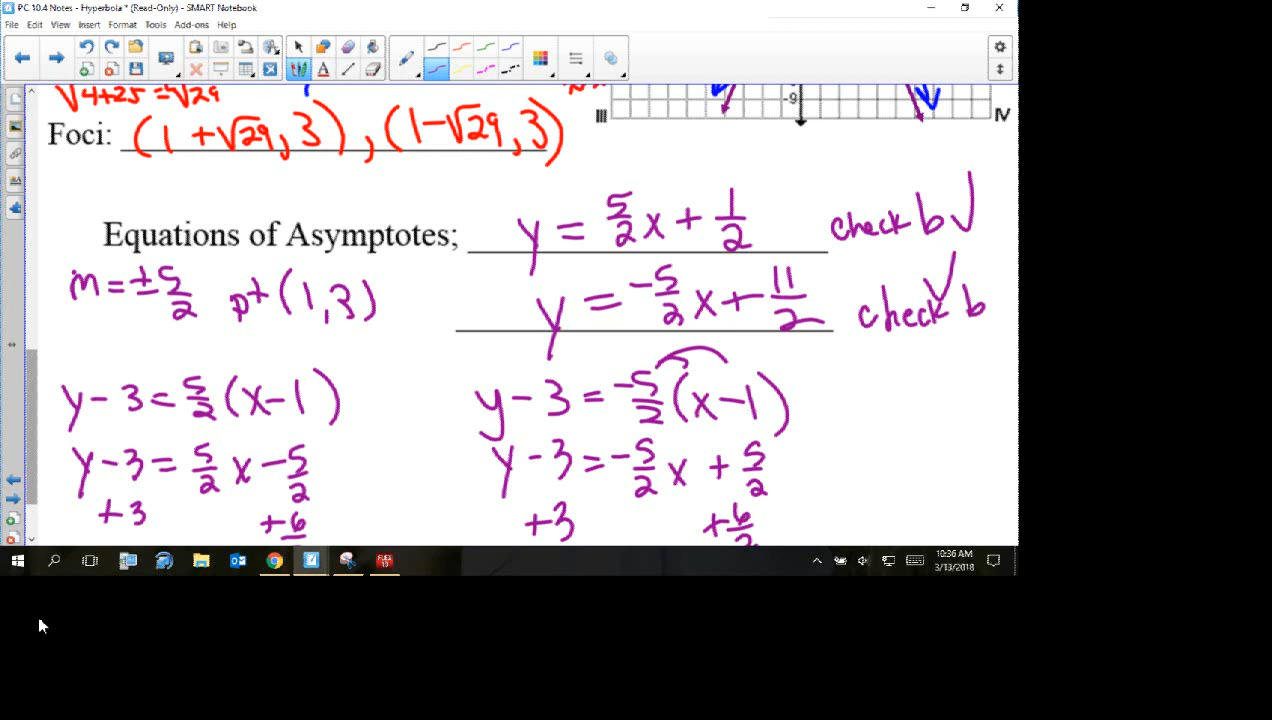 PC 10.4 Notes - Hyperbola * (Read-Only) - SMART Notebook
File Edit View Insert Format Tools Add-ons Help
√4+25 = √29
-9
III
IV
Foci: (1+√29, 3), (1-√29, 3)
Equations of Asymptotes; y = 5/2 x + 1/2 check b ✓
m = ± 5/2 pt (1, 3)
y = -5/2 x + 11/2 check b ✓
y - 3 = 5/2 (x - 1)
y - 3 = -5/2 (x - 1)
y - 3 = 5/2 x - 5/2
y - 3 = -5/2 x + 5/2
+3 +6
+3 +6/2
10:36 AM
3/13/2018